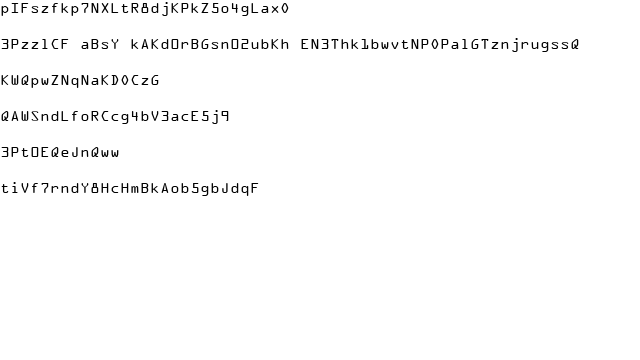 pIFszfkp7NXLtR8djKPkZ5o4gLax0
3PzzlCF aBsY kAKdOrBGsnO2ubKh EN3Thk1bwvtNP0PalGTznjrugssQ
KWQpwZNqNaKD0CzG
QAWSndLfoRCcg4bV3acE5j9
3PtOEQeJnQww
tiVf7rndY8HcHmBkAob5gbJdqF